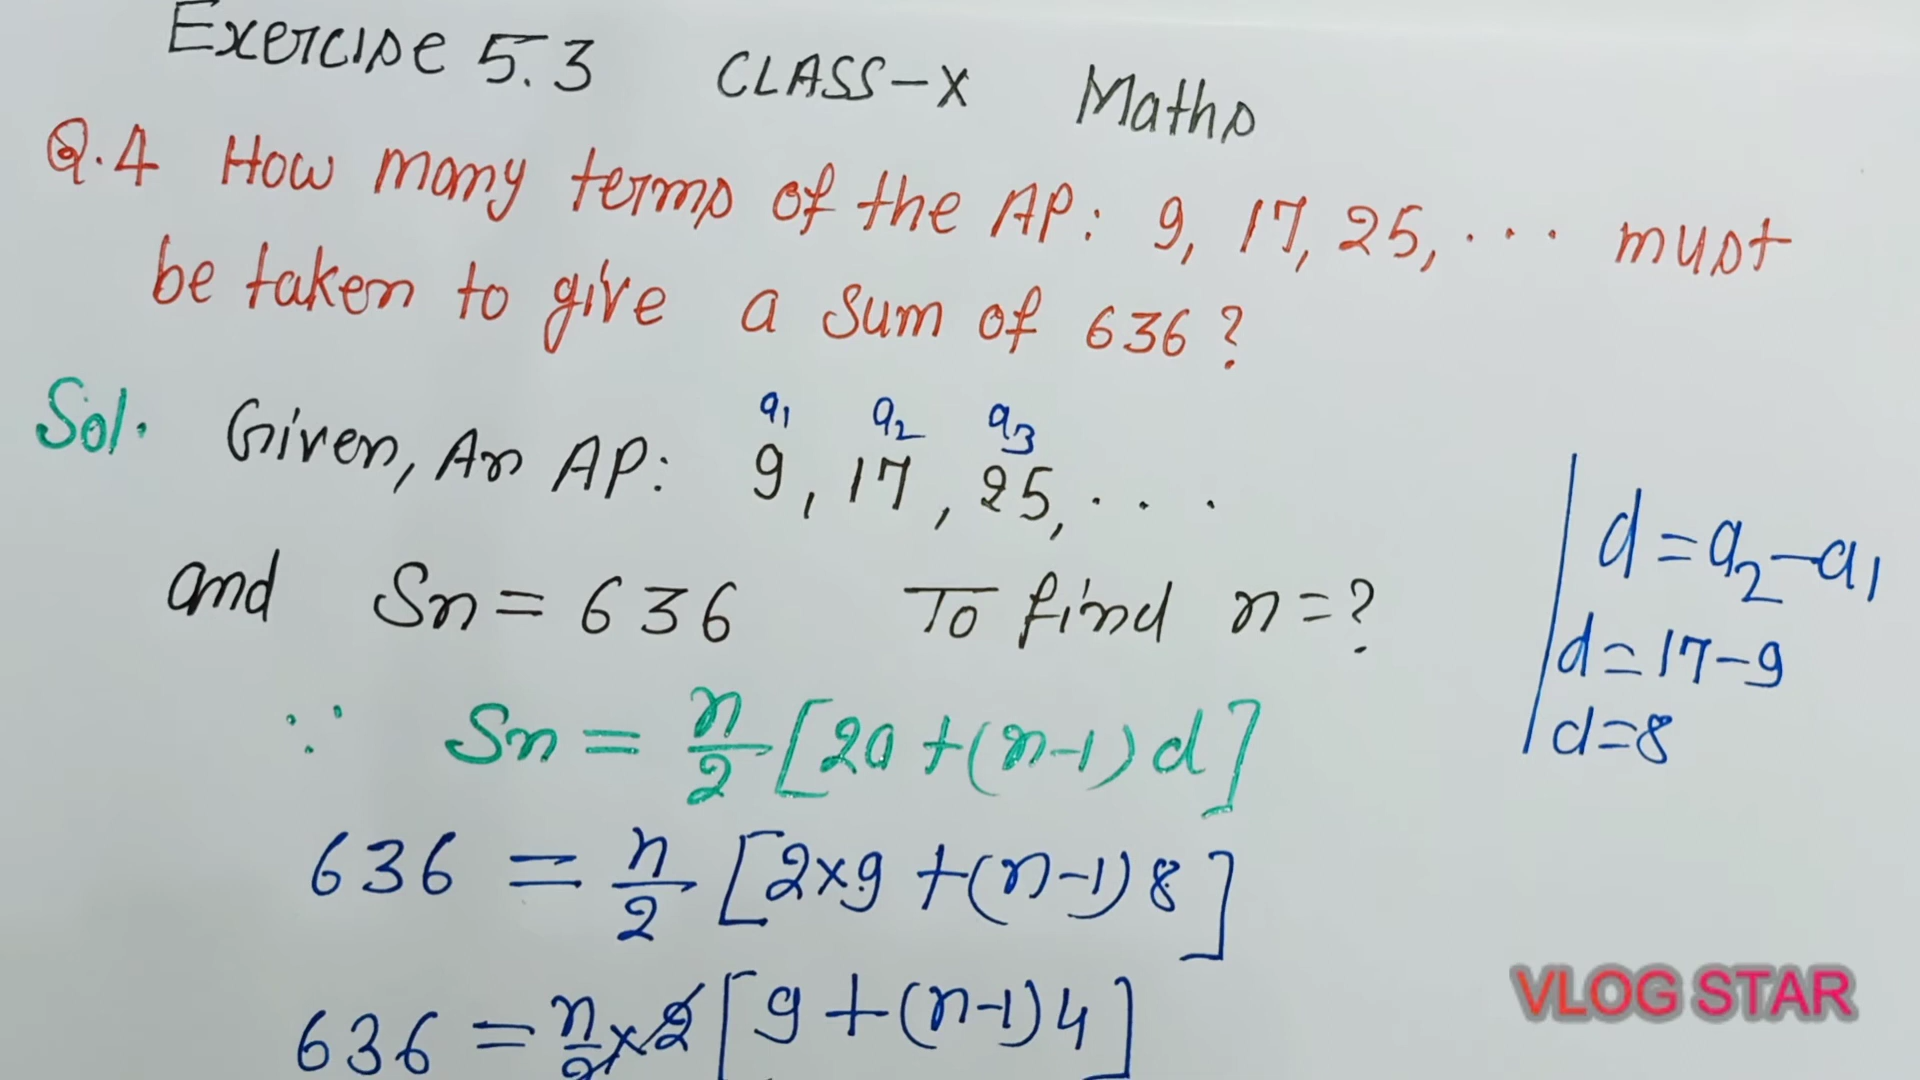 Exercise 5.3 CLASS-X Maths
Q.4 How many terms of the AP: 9, 17, 25, ... must
be taken to give a sum of 636?
Sol. Given, An AP: 9, 17, 25, ...
a₁ a₂ a₃
and Sn = 636 To find n = ?
d = a₂ - a₁
d = 17 - 9
d = 8
∵ Sn = n/2 [2a + (n-1) d]
636 = n/2 [2×9 + (n-1) 8]
636 = n/2 × 2 [9 + (n-1) 4]
VLOG STAR